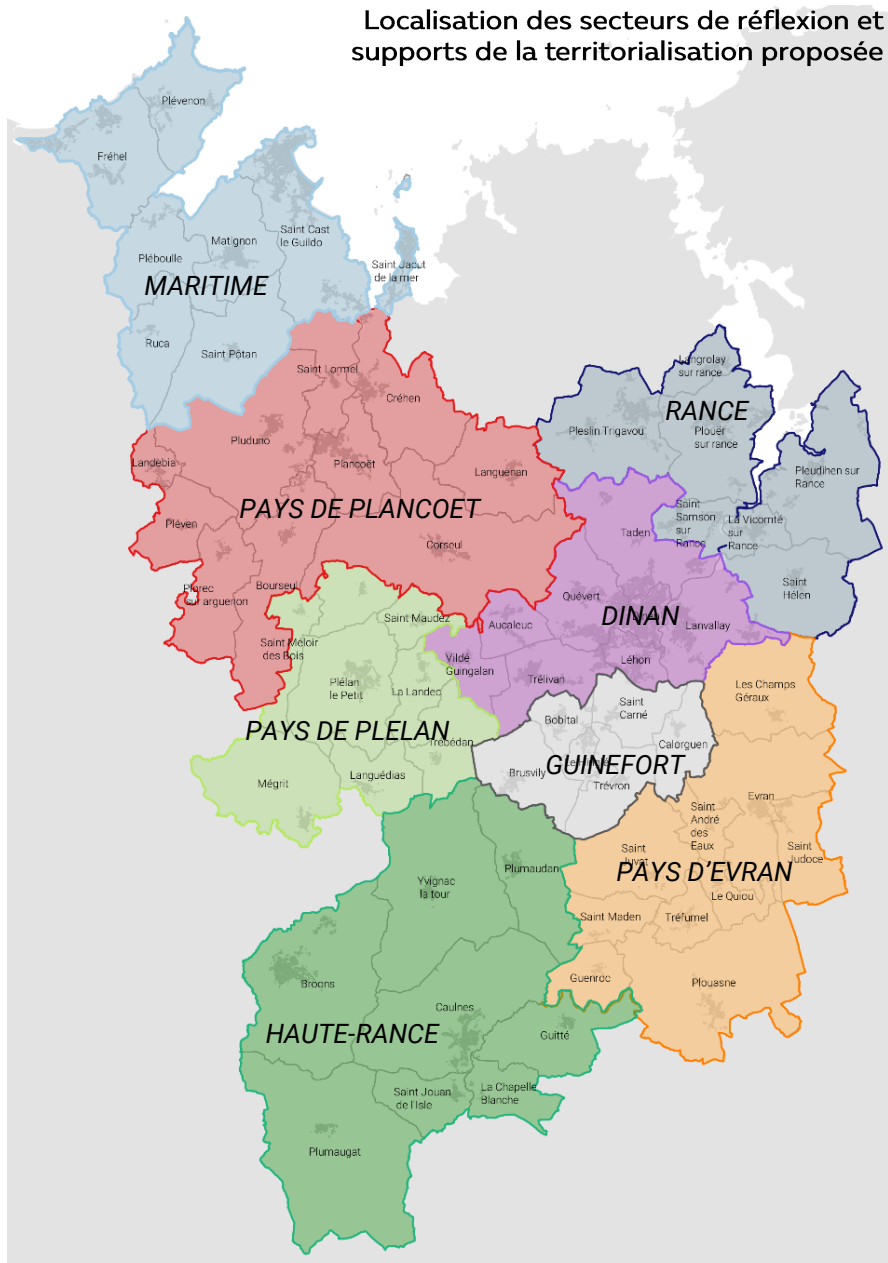 Localisation des secteurs de réflexion et
supports de la territorialisation proposée
Plévenon
Fréhel
Saint Cast
le Guildo
Matignon
Pléboulle
Saint Jacut
de la mer
MARITIME
Ruca
Saint Pôtan
Saint Lormel
Créhen
Langrolay
sur rance
RANCE
Pleslin Trigavou
Plouer
sur rance
Pluduno
Landébia
Plancoët
Languenan
Pleudihen sur
Rance
PAYS DE PLANCOET
Saint
Samson
sur
Rance
La Vicomté
sur
Rance
Pléven
Taden
Corseul
Saint
Hélen
Plorec
sur arguenon
Bourseul
Quévert
DINAN
Saint Maudez
Aucaleuc
Lanvallay
Saint Méloir
des Bois
Vildé
Guingalan
Léhon
Trélivan
Plélan
le Petit
La Landec
Les Champs
Géraux
Saint
Carné
Bobital
PAYS DE PLELAN
Trébédan
Calorguen
GUINEFORT
Brusvily
Trévron
Languédias
Mégrit
Evran
Saint
André
des
Eaux
Saint
Juvat
Saint
Judoce
PAYS D'EVRAN
Plumaudan
Yvignac
la tour
Le Quiou
Saint Maden
Tréfumel
Guenroc
Plouasne
Broons
Caulnes
HAUTE-RANCE
Guitté
Saint Jouan
de l'Isle
La Chapelle
Blanche
Plumaugat